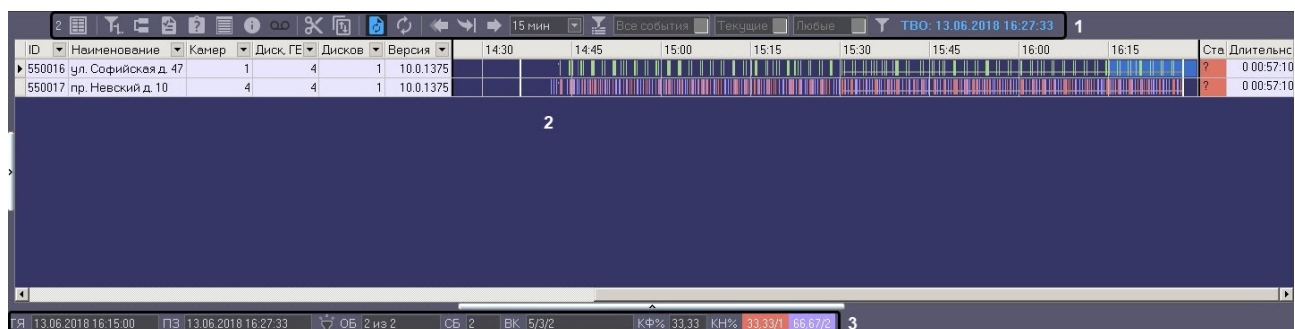 2 15 мин Все события Текущие Любые ТВО: 13.06.2018 16:27:33 1
ID Наименование Камер Диск, ГЕ Дисков Версия 14:30 14:45 15:00 15:15 15:30 15:45 16:00 16:15 Ста Длительнс
550016 ул. Софийская д. 47 1 4 1 10.0.1375 ? 0 00:57:10
550017 пр. Невский д. 10 4 4 1 10.0.1375 ? 0 00:57:10
2
ГЯ 13.06.2018 16:15:00 ПЗ 13.06.2018 16:27:33 ОБ 2 из 2 СБ 2 ВК 5/3/2 КФ% 33,33 КН% 33,33/1 66,67/2 3